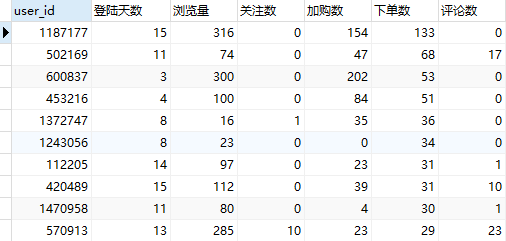 user_id 登陆天数 浏览量 关注数 加购数 下单数 评论数
1187177 15 316 0 154 133 0
502169 11 74 0 47 68 17
600837 3 300 0 202 53 0
453216 4 100 0 84 51 0
1372747 8 16 1 35 36 0
1243056 8 23 0 0 34 0
112205 14 97 0 23 31 1
420489 15 112 0 39 31 10
1470958 11 80 0 4 30 1
570913 13 285 10 23 29 23